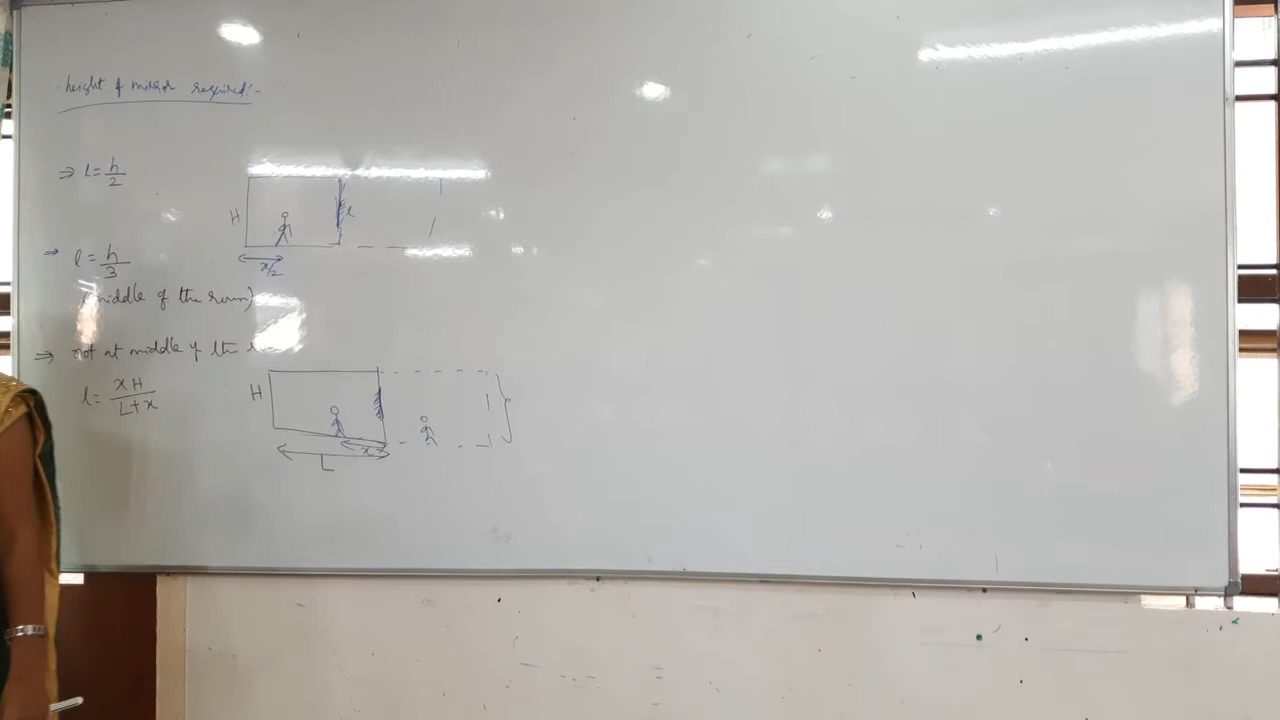 height of mirror required:-
⇒ l = h/2
H
l
x/2
⇒ l = h/3
(middle of the room)
⇒ not at middle of the
l = xH/L+x
H
x
L